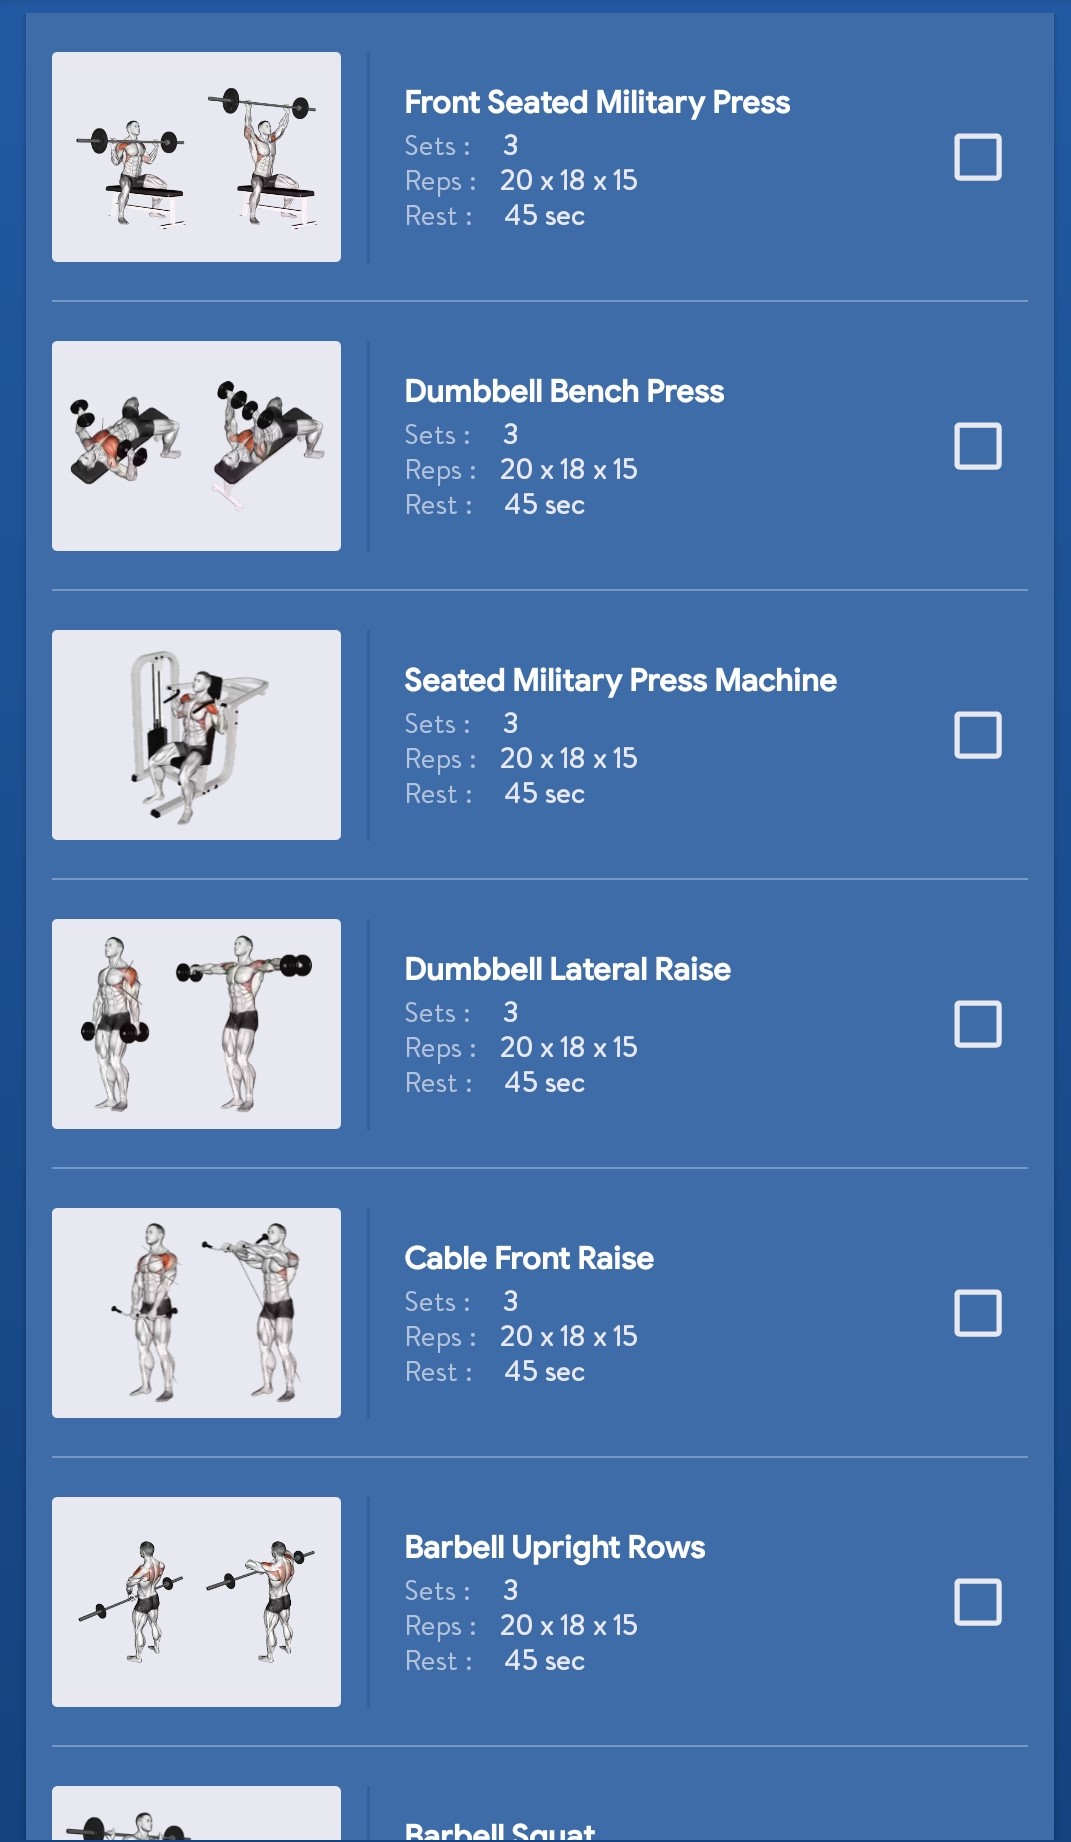 Front Seated Military Press
Sets : 3
Reps : 20 x 18 x 15
Rest : 45 sec
Dumbbell Bench Press
Sets : 3
Reps : 20 x 18 x 15
Rest : 45 sec
Seated Military Press Machine
Sets : 3
Reps : 20 x 18 x 15
Rest : 45 sec
Dumbbell Lateral Raise
Sets : 3
Reps : 20 x 18 x 15
Rest : 45 sec
Cable Front Raise
Sets : 3
Reps : 20 x 18 x 15
Rest : 45 sec
Barbell Upright Rows
Sets : 3
Reps : 20 x 18 x 15
Rest : 45 sec
Barbell Squat